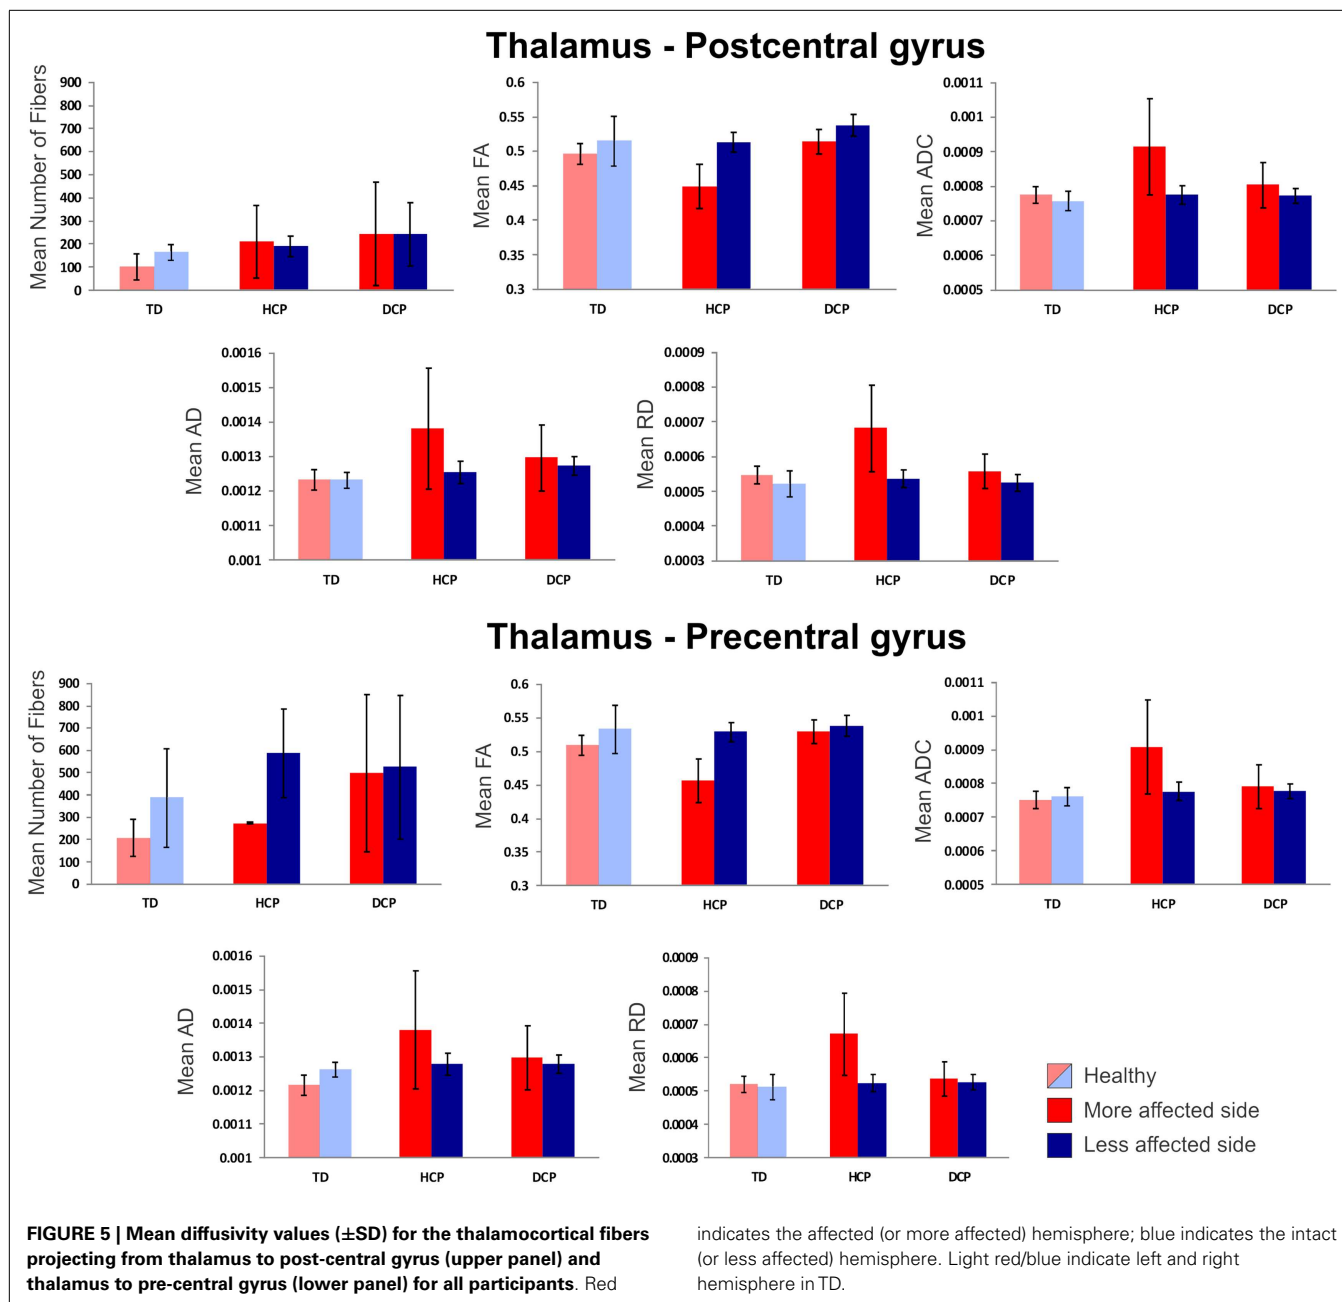 Thalamus - Postcentral gyrus
Mean Number of Fibers
900
800
700
600
500
400
300
200
100
0
TD
HCP
DCP
Mean FA
0.6
0.55
0.5
0.45
0.4
0.35
0.3
TD
HCP
DCP
Mean ADC
0.0011
0.001
0.0009
0.0008
0.0007
0.0006
0.0005
TD
HCP
DCP
Mean AD
0.0016
0.0015
0.0014
0.0013
0.0012
0.0011
0.001
TD
HCP
DCP
Mean RD
0.0009
0.0008
0.0007
0.0006
0.0005
0.0004
0.0003
TD
HCP
DCP
Thalamus - Precentral gyrus
Mean Number of Fibers
900
800
700
600
500
400
300
200
100
0
TD
HCP
DCP
Mean FA
0.6
0.55
0.5
0.45
0.4
0.35
0.3
TD
HCP
DCP
Mean ADC
0.0011
0.001
0.0009
0.0008
0.0007
0.0006
0.0005
TD
HCP
DCP
Mean AD
0.0016
0.0015
0.0014
0.0013
0.0012
0.0011
0.001
TD
HCP
DCP
Mean RD
0.0009
0.0008
0.0007
0.0006
0.0005
0.0004
0.0003
TD
HCP
DCP
Healthy
More affected side
Less affected side
FIGURE 5 | Mean diffusivity values (±SD) for the thalamocortical fibers
projecting from thalamus to post-central gyrus (upper panel) and
thalamus to pre-central gyrus (lower panel) for all participants. Red
indicates the affected (or more affected) hemisphere; blue indicates the intact
(or less affected) hemisphere. Light red/blue indicate left and right
hemisphere in TD.